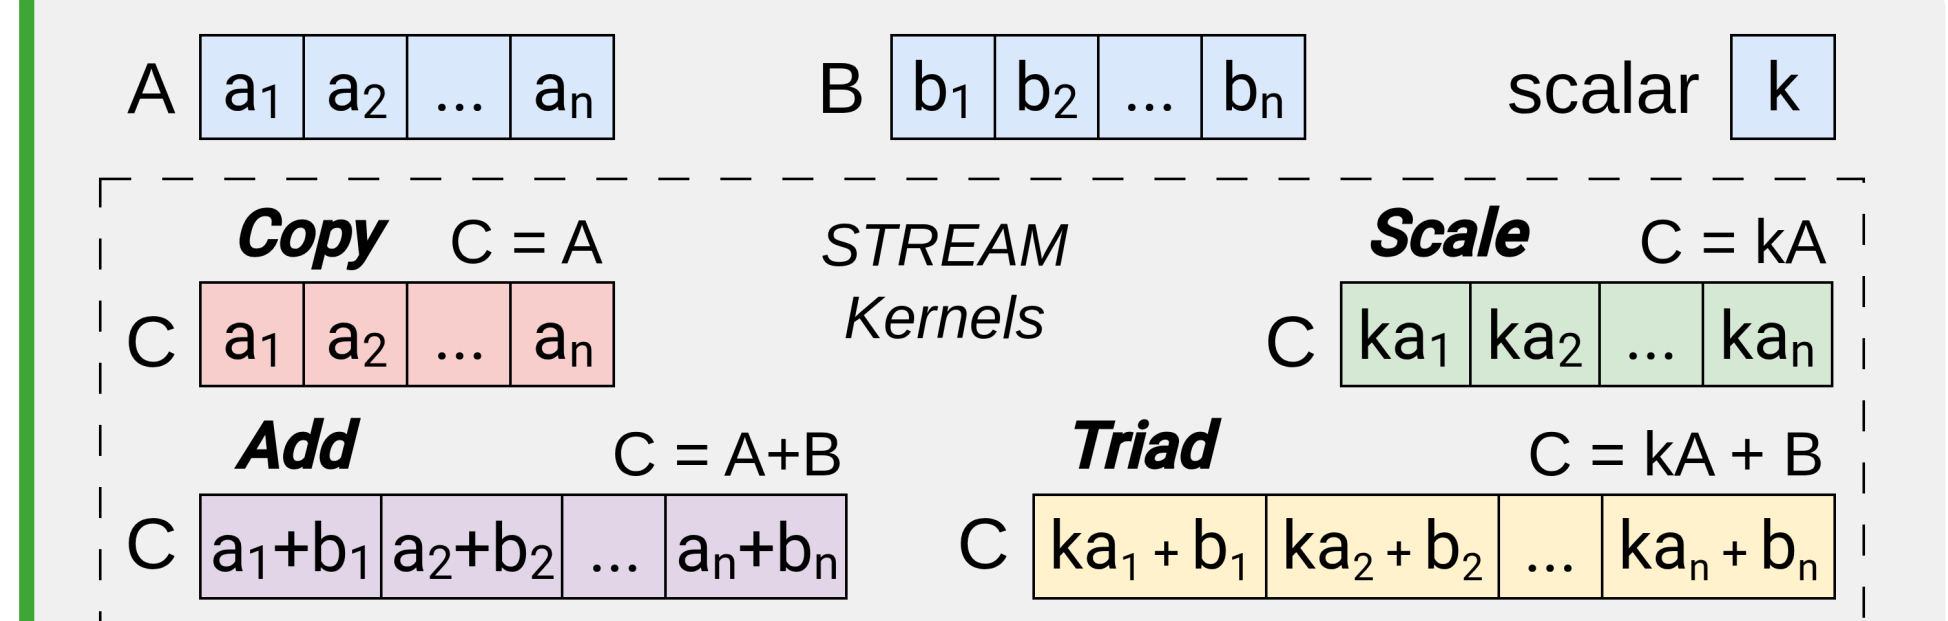 A a₁ a₂ ... aₙ B b₁ b₂ ... bₙ scalar k
Copy C = A
C a₁ a₂ ... aₙ
STREAM
Kernels
Scale C = kA
C ka₁ ka₂ ... kaₙ
Add C = A+B
C a₁+b₁ a₂+b₂ ... aₙ+bₙ
Triad C = kA + B
C ka₁ + b₁ ka₂ + b₂ ... kaₙ + bₙ